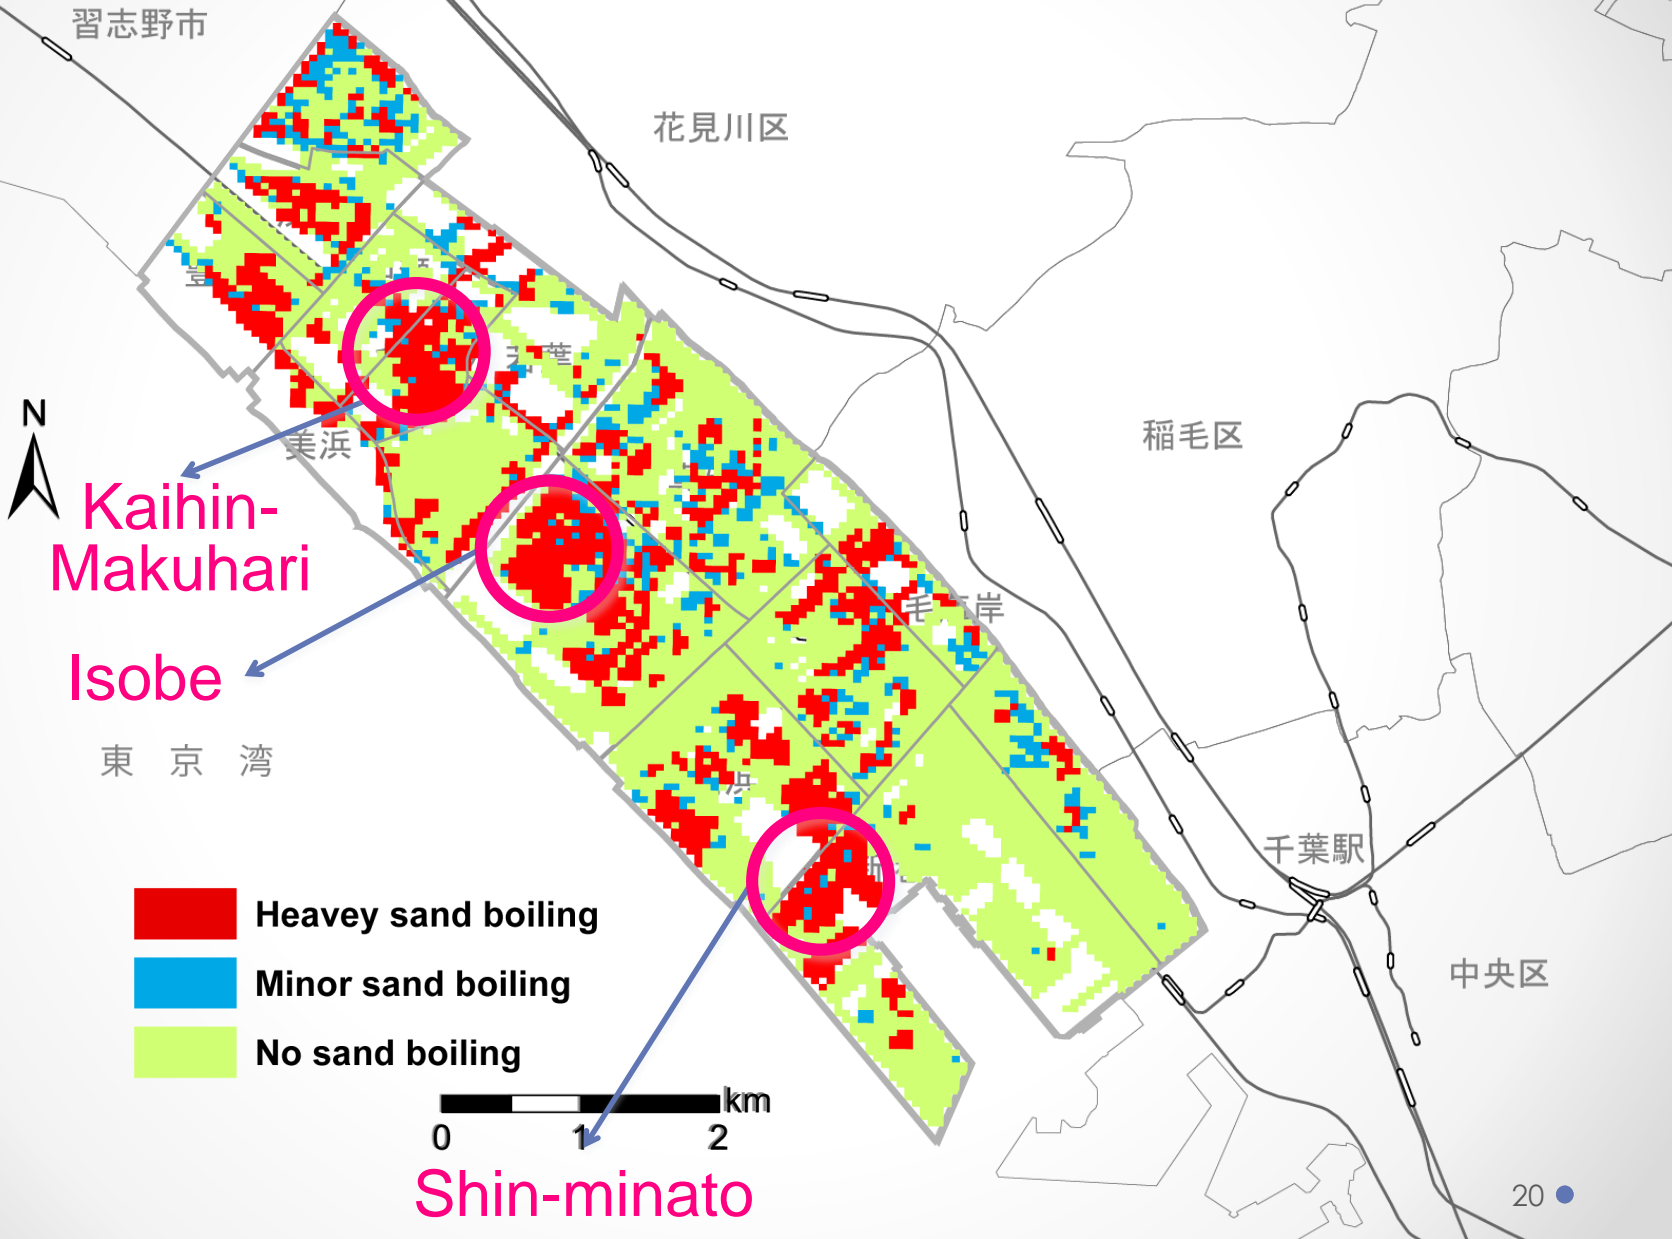 習志野市
花見川区
稲毛区
美浜
N
Kaihin-
Makuhari
Isobe
東 京 湾
千葉駅
中央区
Heavey sand boiling
Minor sand boiling
No sand boiling
km
0 1 2
Shin-minato
20